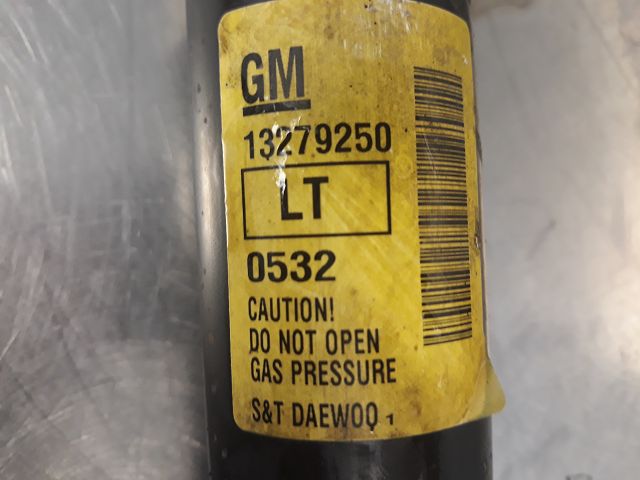 GM
13279250
LT
0532
CAUTION!
DO NOT OPEN
GAS PRESSURE
S&T DAEWOO 1